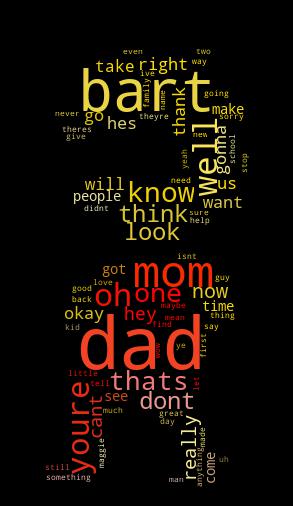 even two
take right way
ive
bart
family
name
thank
going
never go hes theyre make
sorry
theres
give
new
well
gonna
school
stop
yeah
will know need us
people
didnt think sure want
help
look
isnt
got mom guy
love
good oh one now
back maybe time
okay hey mean thing
kid find say
dad
wow
ye
first
little thats let
tell
youre
cant see dont
much great
day
really
made
maggie
anything
come
uh
still
something man